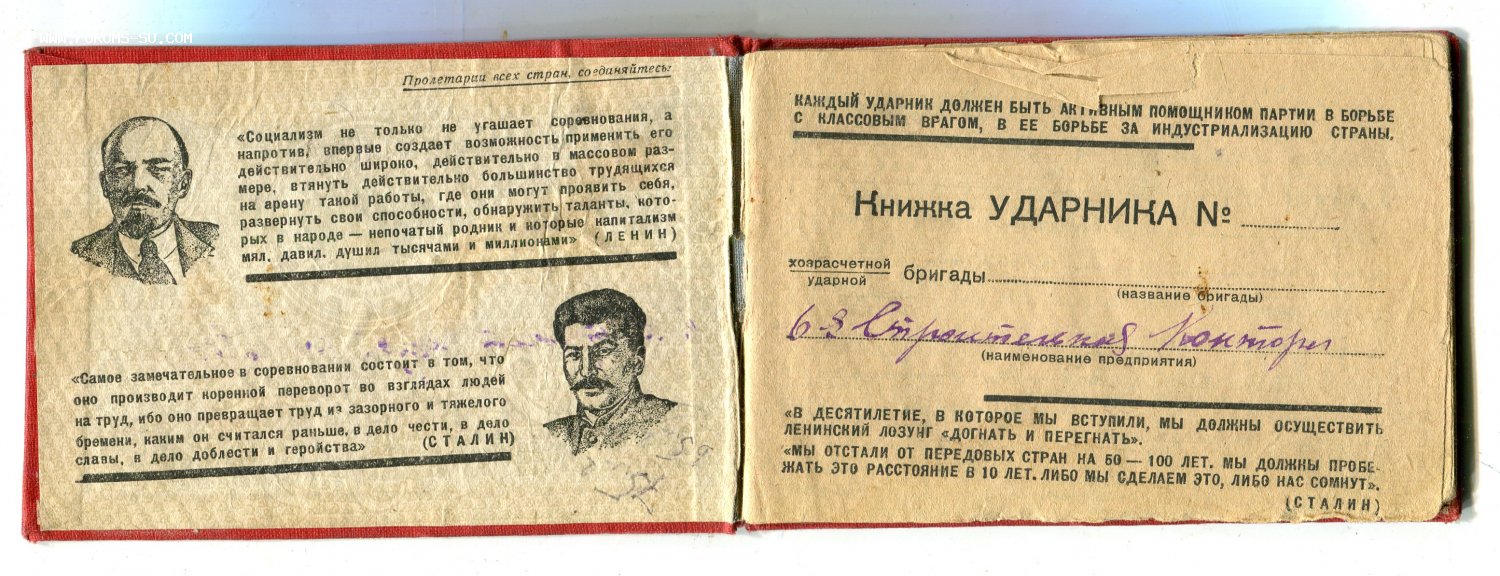 WWW.FORUMS-SU.COM
Пролетарии всех стран, соединяйтесь!
«Социализм не только не угашает соревнования, а
напротив, впервые создает возможность применить его
действительно широко, действительно в массовом раз-
мере, втянуть действительно большинство трудящихся
на арену такой работы, где они могут проявить себя,
развернуть свои способности, обнаружить таланты, кото-
рых в народе — непочатый родник и которые капитализм
мял, давил, душил тысячами и миллионами» (ЛЕНИН)
«Самое замечательное в соревновании состоит в том, что
оно производит коренной переворот во взглядах людей
на труд, ибо оно превращает труд из зазорного и тяжелого
бремени, каким он считался раньше, в дело чести, в дело
славы, в дело доблести и геройства» (СТАЛИН)
КАЖДЫЙ УДАРНИК ДОЛЖЕН БЫТЬ АКТИВНЫМ ПОМОЩНИКОМ ПАРТИИ В БОРЬБЕ
С КЛАССОВЫМ ВРАГОМ, В ЕЕ БОРЬБЕ ЗА ИНДУСТРИАЛИЗАЦИЮ СТРАНЫ.
Книжка УДАРНИКА №
хозрасчетной
ударной
бригады
(название бригады)
6-я Строительная Контора
(наименование предприятия)
«В ДЕСЯТИЛЕТИЕ, В КОТОРОЕ МЫ ВСТУПИЛИ, МЫ ДОЛЖНЫ ОСУЩЕСТВИТЬ
ЛЕНИНСКИЙ ЛОЗУНГ «ДОГНАТЬ И ПЕРЕГНАТЬ».
«МЫ ОТСТАЛИ ОТ ПЕРЕДОВЫХ СТРАН НА 50 — 100 ЛЕТ. МЫ ДОЛЖНЫ ПРОБЕ-
ЖАТЬ ЭТО РАССТОЯНИЕ В 10 ЛЕТ. ЛИБО МЫ СДЕЛАЕМ ЭТО, ЛИБО НАС СОМНУТ».
(СТАЛИН)